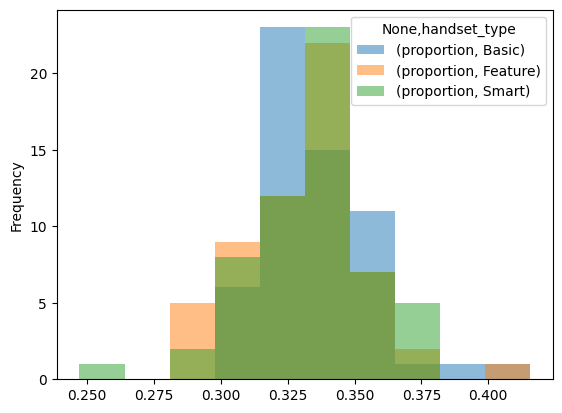 None,handset_type
(proportion, Basic)
(proportion, Feature)
(proportion, Smart)
Frequency
20
15
10
5
0
0.250
0.275
0.300
0.325
0.350
0.375
0.400